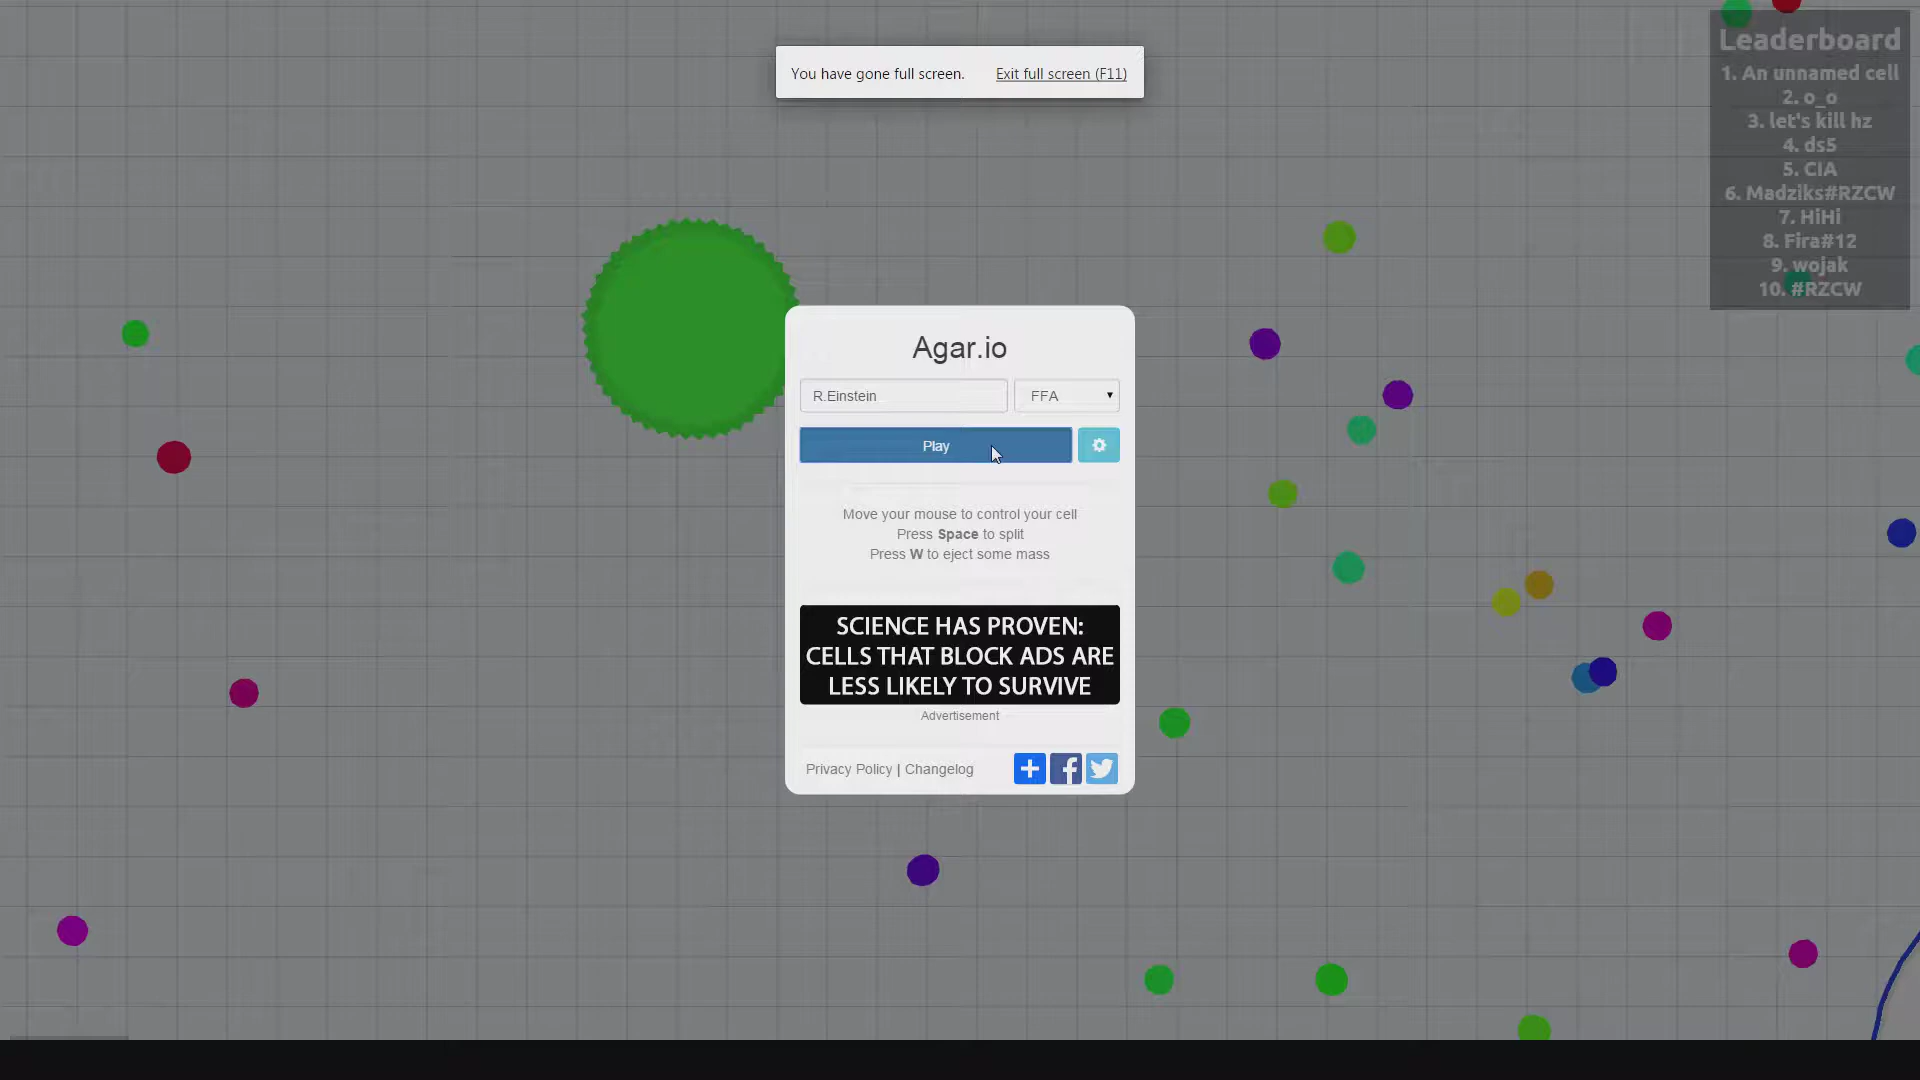 You have gone full screen. Exit full screen (F11)
Leaderboard
1. An unnamed cell
2. o_o
3. let's kill hz
4. ds5
5. CIA
6. Madziks#RZCW
7. HiHi
8. Fira#12
9. wojak
10. #RZCW
Agar.io
R.Einstein FFA
Play
Move your mouse to control your cell
Press Space to split
Press W to eject some mass
SCIENCE HAS PROVEN:
CELLS THAT BLOCK ADS ARE
LESS LIKELY TO SURVIVE
Advertisement
Privacy Policy | Changelog